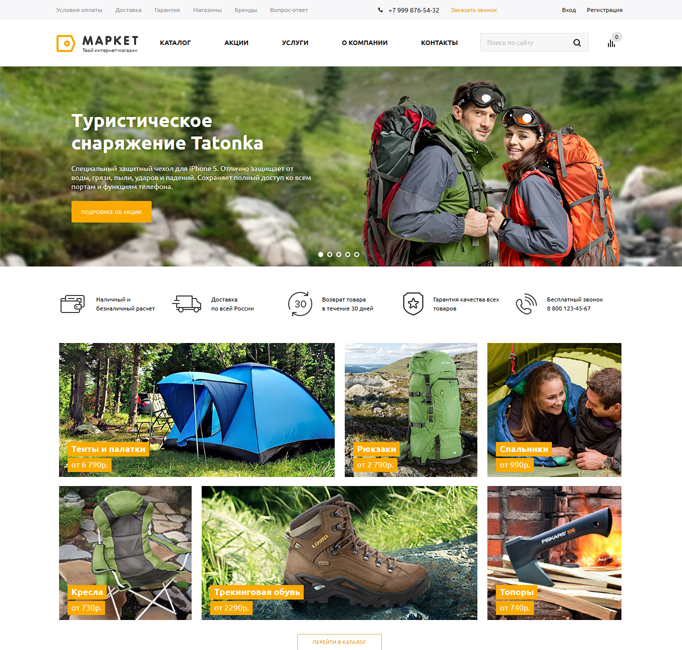 Условия оплаты Доставка Гарантия Магазины Бренды Вопрос-ответ +7 999 876-54-32 Заказать звонок Вход Регистрация
МАРКЕТ
Твой интернет-магазин
КАТАЛОГ АКЦИИ УСЛУГИ О КОМПАНИИ КОНТАКТЫ Поиск по сайту 0
Туристическое
снаряжение Tatonka
Специальный защитный чехол для iPhone 5. Отлично защищает от
воды, грязи, пыли, ударов и падений. Сохраняет полный доступ ко всем
портам и функциям телефона.
ПОДРОБНЕЕ ОБ АКЦИИ
Наличный и
безналичный расчет
Доставка
по всей России
30
Возврат товара
в течение 30 дней
Гарантия качества всех
товаров
Бесплатный звонок
8 800 123-45-67
Тенты и палатки
от 6 790р.
Рюкзаки
от 2 790р.
Спальники
от 990р.
Кресла
от 730р.
LOWA
Трекинговая обувь
от 2290р.
FISKARS
Топоры
от 740р.
ПЕРЕЙТИ В КАТАЛОГ